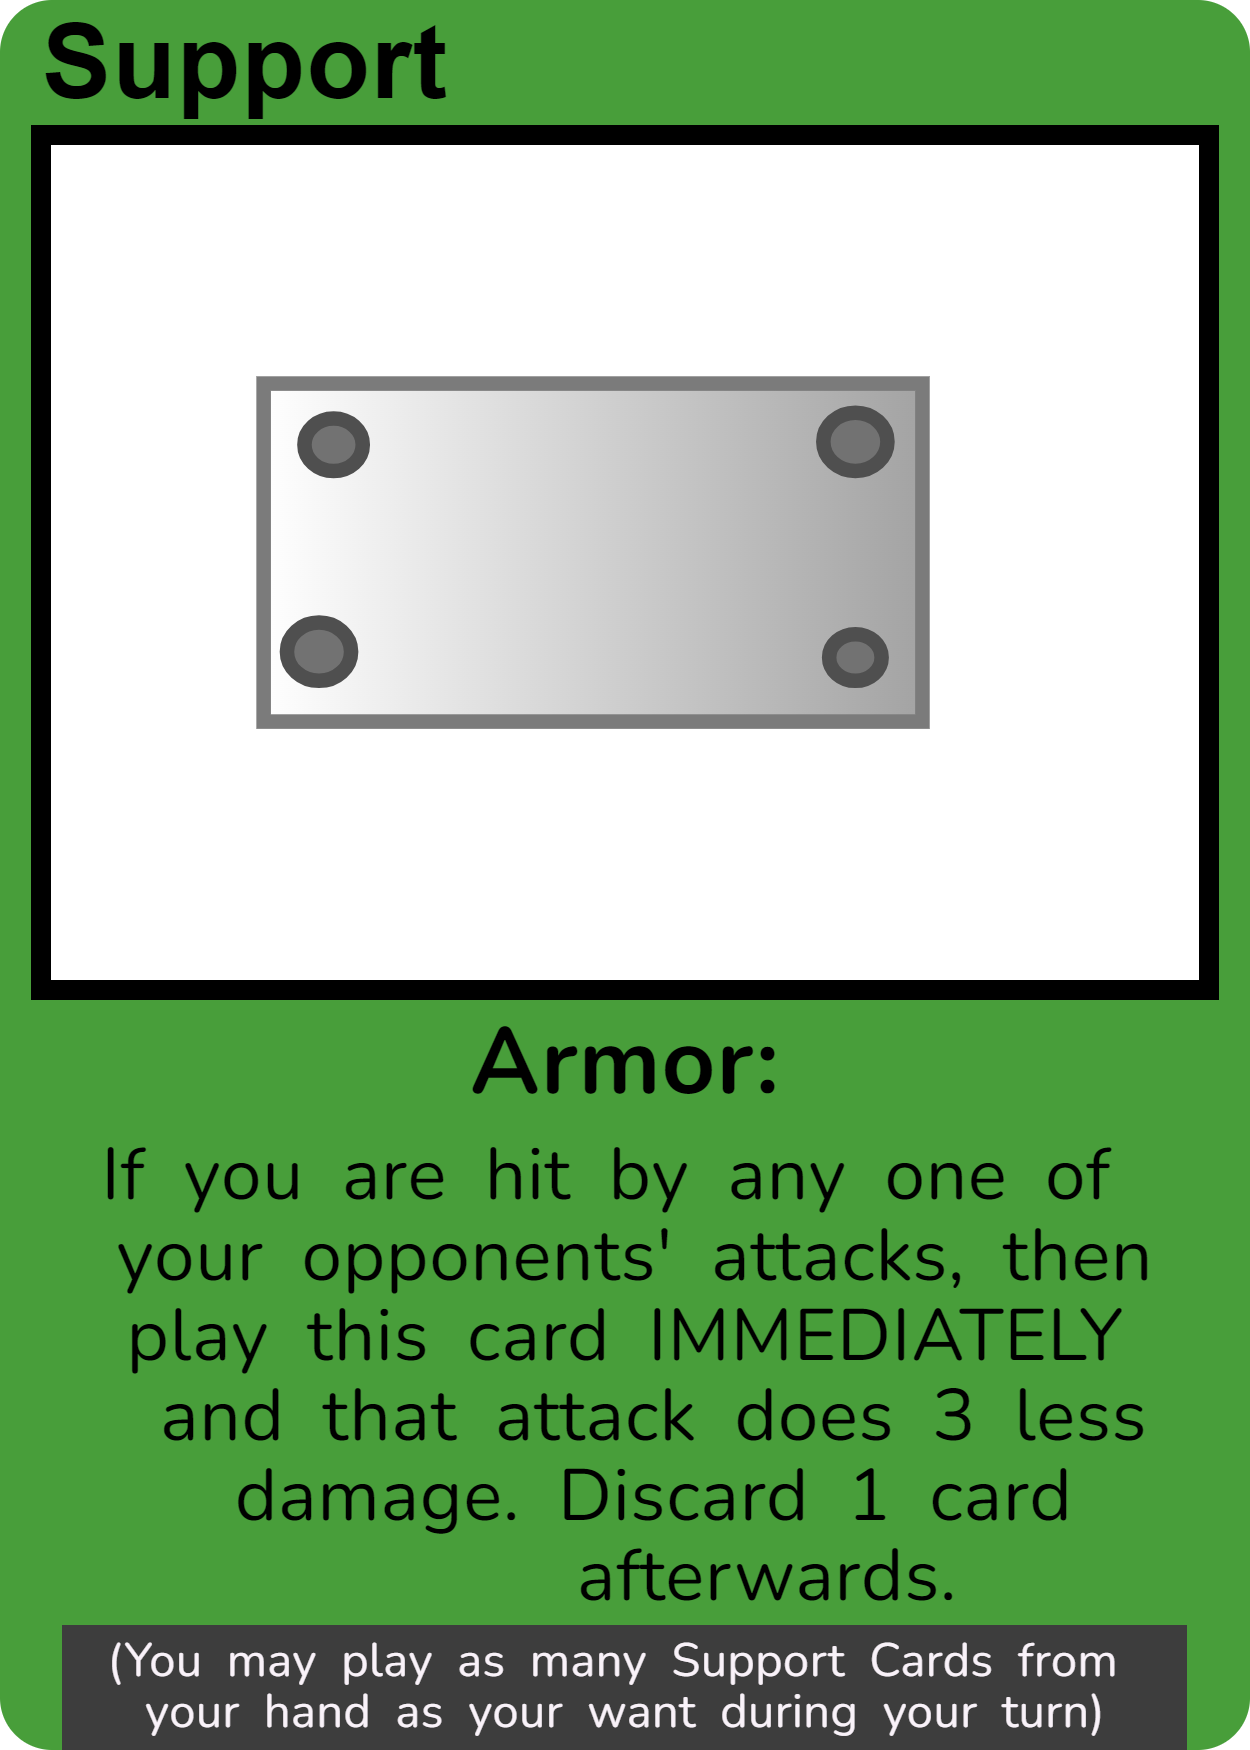 Support
Armor:
If you are hit by any one of
your opponents' attacks, then
play this card IMMEDIATELY
and that attack does 3 less
damage. Discard 1 card
afterwards.
(You may play as many Support Cards from
your hand as your want during your turn)